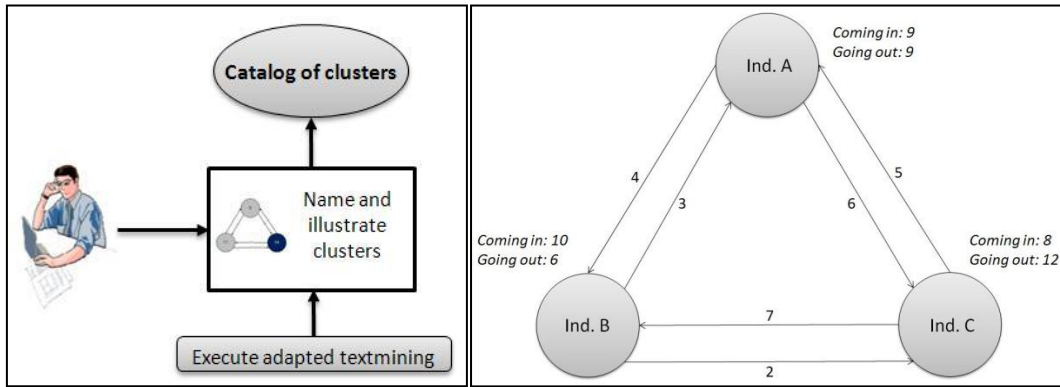 Catalog of clusters
Name and
illustrate
clusters
Execute adapted textmining
Coming in: 9
Going out: 9
Ind. A
4
3
6
5
Coming in: 10
Going out: 6
Coming in: 8
Going out: 12
Ind. B
7
Ind. C
2